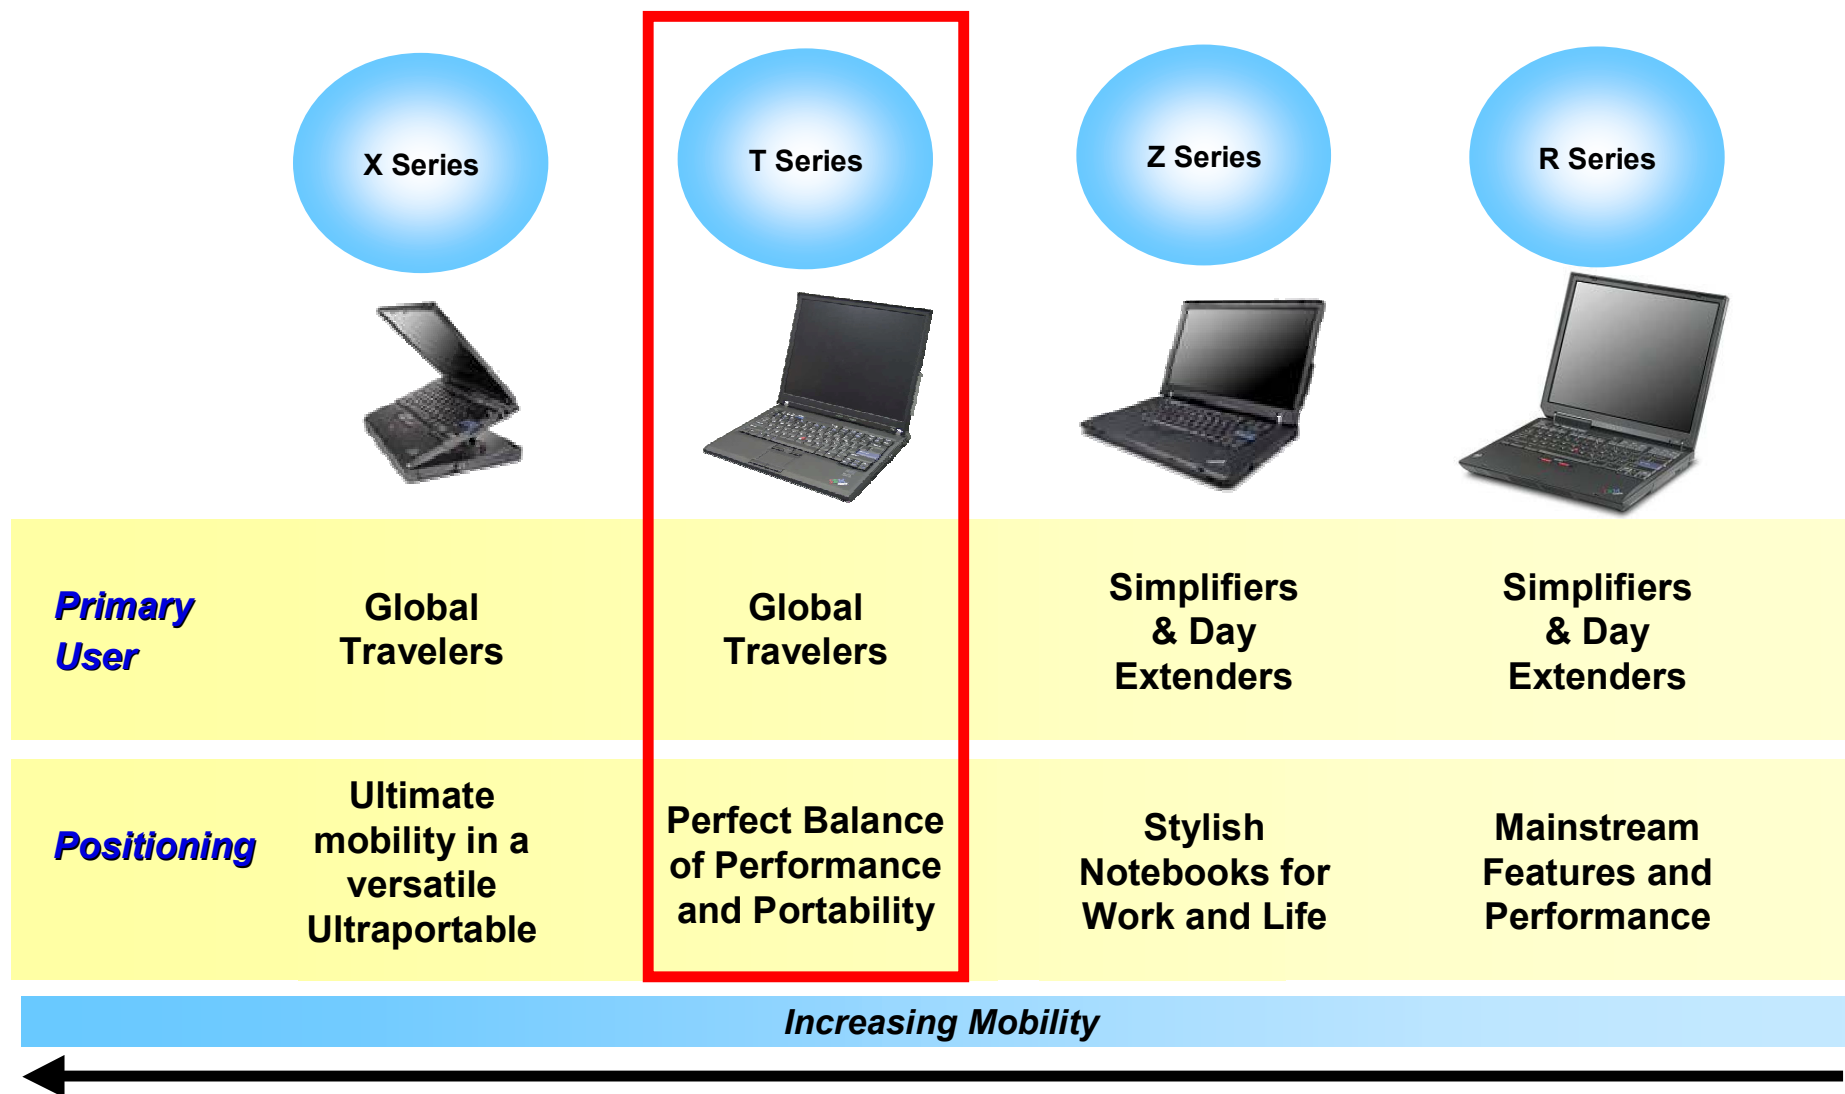 X Series
T Series
Z Series
R Series
Primary
User
Global
Travelers
Global
Travelers
Simplifiers
& Day
Extenders
Simplifiers
& Day
Extenders
Positioning
Ultimate
mobility in a
versatile
Ultraportable
Perfect Balance
of Performance
and Portability
Stylish
Notebooks for
Work and Life
Mainstream
Features and
Performance
Increasing Mobility